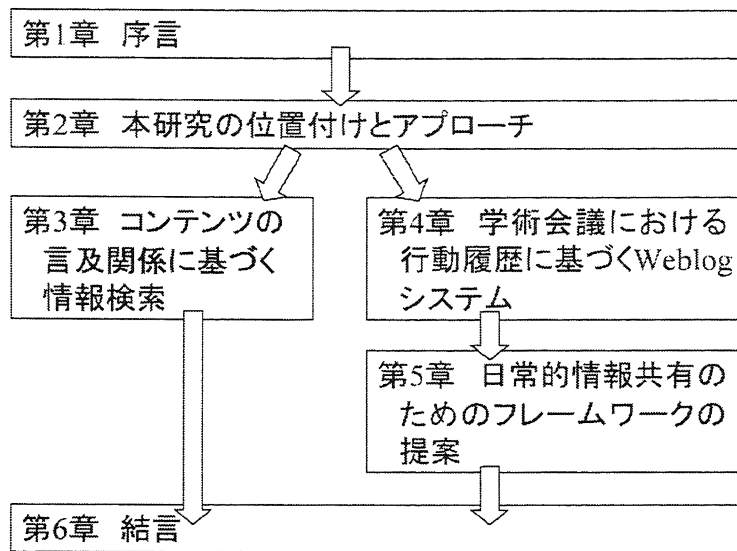 第1章 序言
第2章 本研究の位置付けとアプローチ
第3章 コンテンツの
言及関係に基づく
情報検索
第4章 学術会議における
行動履歴に基づくWeblog
システム
第5章 日常的情報共有の
ためのフレームワークの
提案
第6章 結言